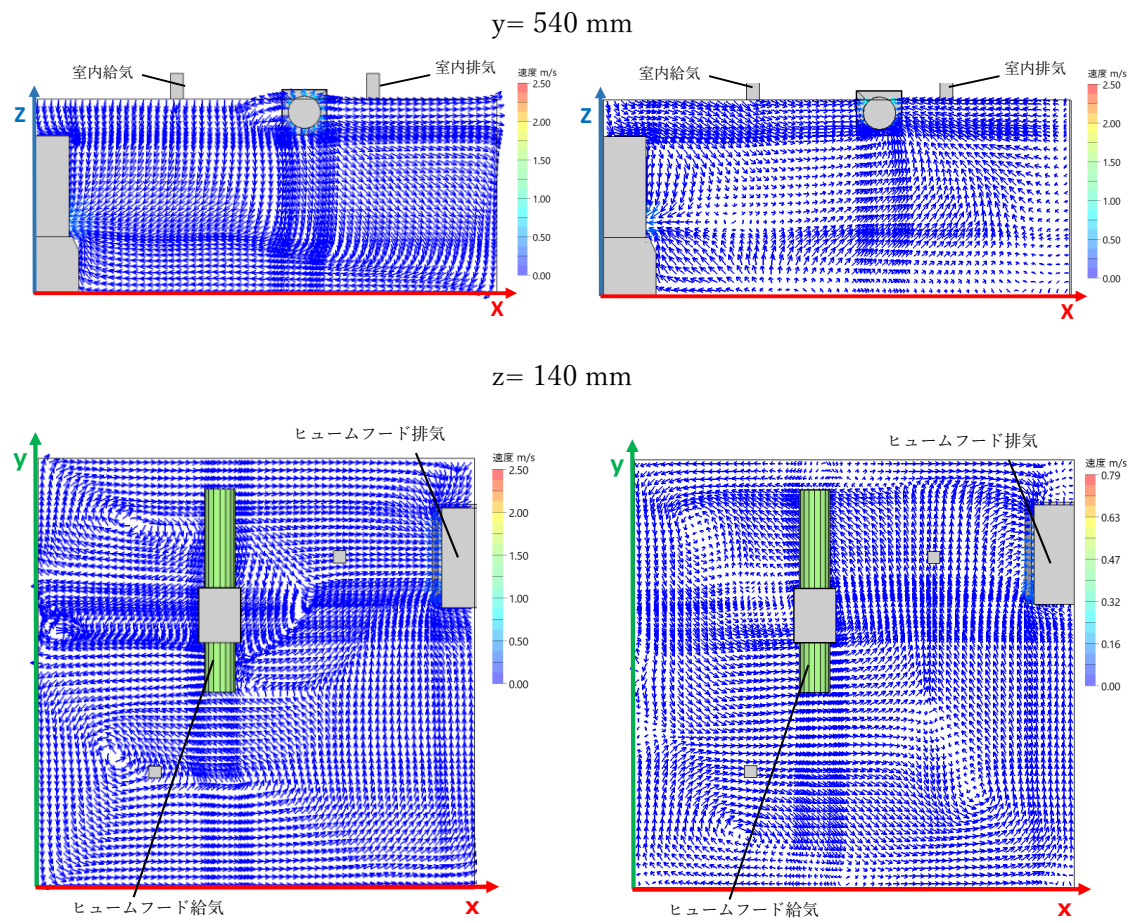 y= 540 mm
室内給気
室内排気
速度 m/s
2.50
2.00
1.50
1.00
0.50
0.00
Z
X
室内給気
室内排気
速度 m/s
2.50
2.00
1.50
1.00
0.50
0.00
Z
X
z= 140 mm
ヒュームフード排気
速度 m/s
2.50
2.00
1.50
1.00
0.50
0.00
y
x
ヒュームフード給気
ヒュームフード排気
速度 m/s
0.79
0.63
0.47
0.32
0.16
0.00
y
x
ヒュームフード給気